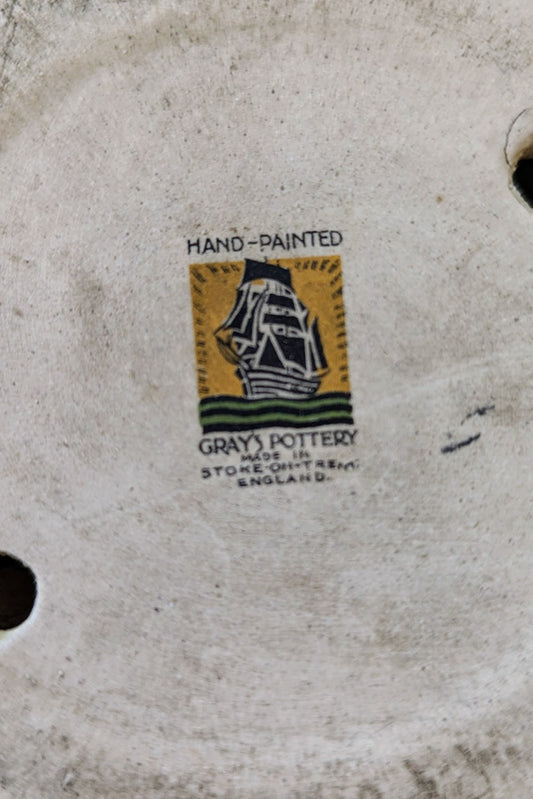 HAND-PAINTED
GRAY'S POTTERY
MADE IN
STOKE-ON-TRENT
ENGLAND.